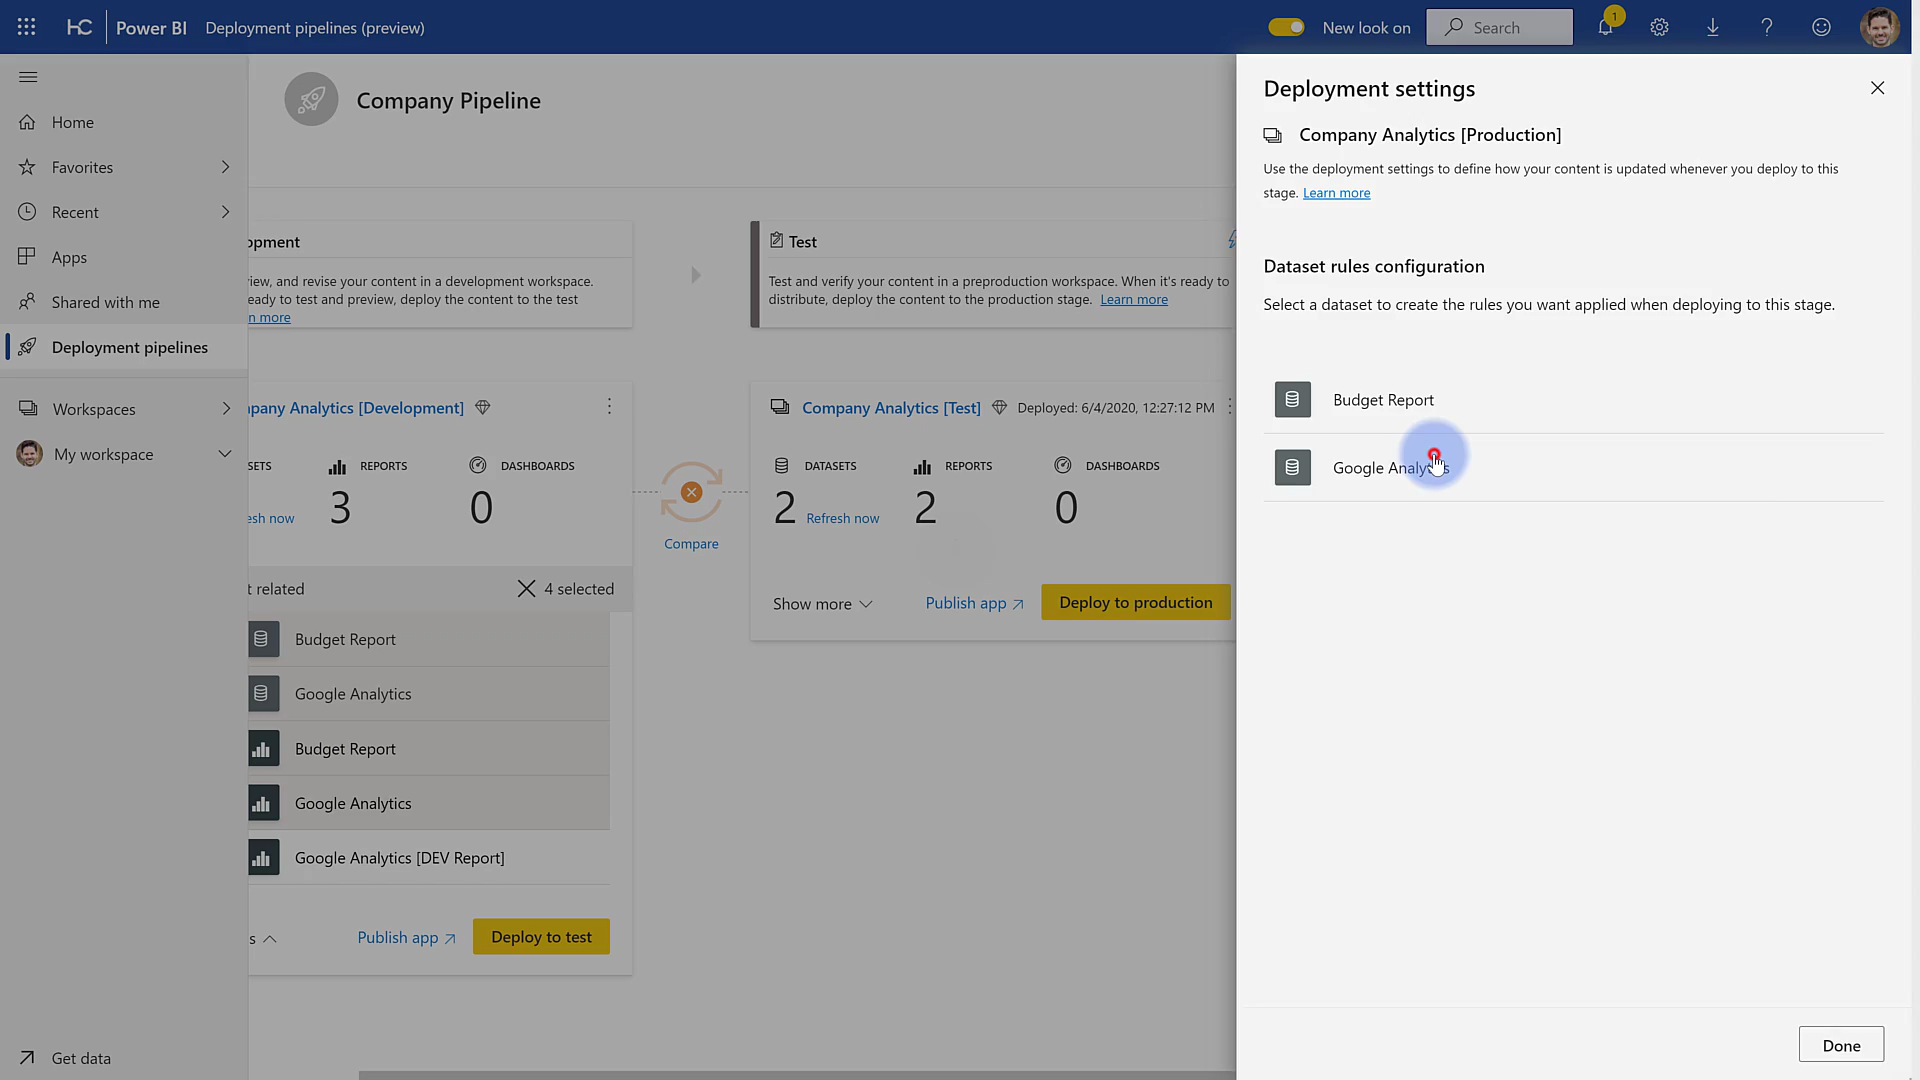 HC
Power BI
Deployment pipelines (preview)
New look on
Search
1
Home
Favorites
Recent
Apps
Shared with me
Deployment pipelines
Workspaces
My workspace
Get data
Company Pipeline
opment
iew, and revise your content in a development workspace.
eady to test and preview, deploy the content to the test
n more
Test
Test and verify your content in a preproduction workspace. When it's ready to
distribute, deploy the content to the production stage. Learn more
pany Analytics [Development]
SETS
REPORTS
DASHBOARDS
esh now
3
0
Compare
t related
4 selected
Budget Report
Google Analytics
Budget Report
Google Analytics
Google Analytics [DEV Report]
s
Publish app
Deploy to test
Company Analytics [Test]
Deployed: 6/4/2020, 12:27:12 PM
DATASETS
REPORTS
DASHBOARDS
2
Refresh now
2
0
Show more
Publish app
Deploy to production
Deployment settings
Company Analytics [Production]
Use the deployment settings to define how your content is updated whenever you deploy to this
stage. Learn more
Dataset rules configuration
Select a dataset to create the rules you want applied when deploying to this stage.
Budget Report
Google Analytics
Done